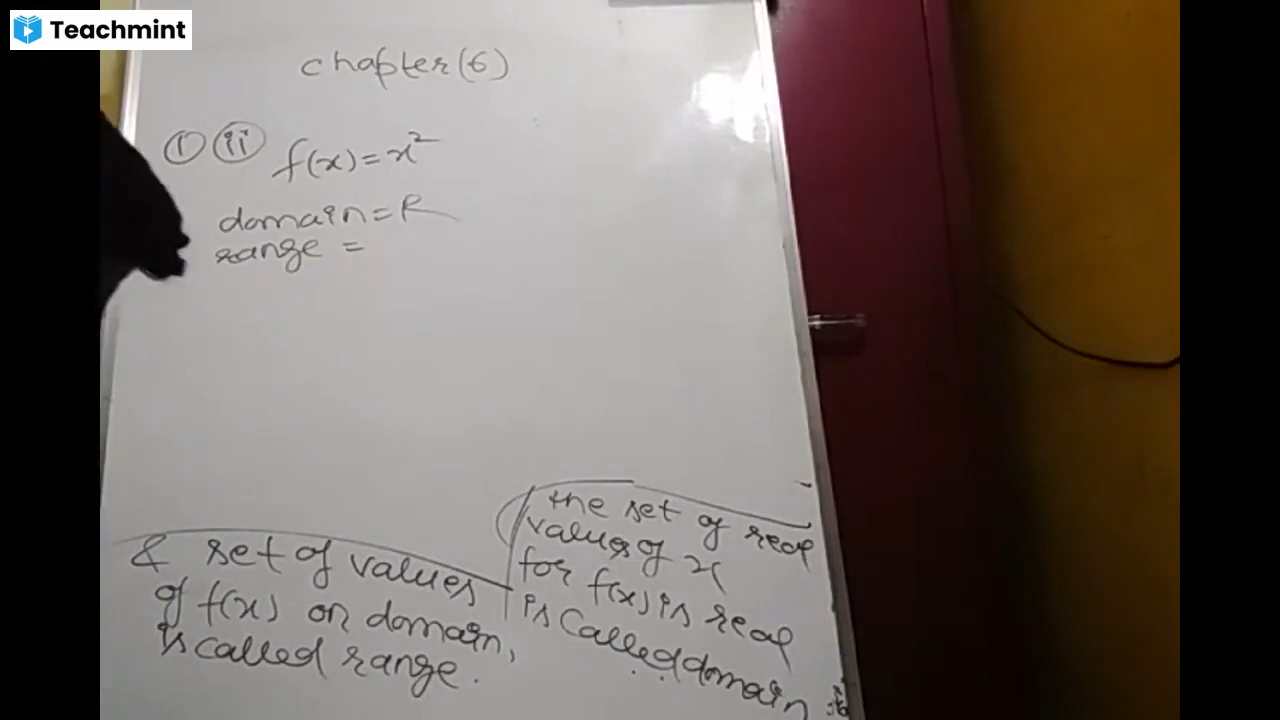 Teachmint
chapter (6)
① ⓘⓘ f(x) = x²
domain = R
range =
the set of real
values of x
for f(x) is real
is called domain
& set of values
of f(x) on domain,
is called range.